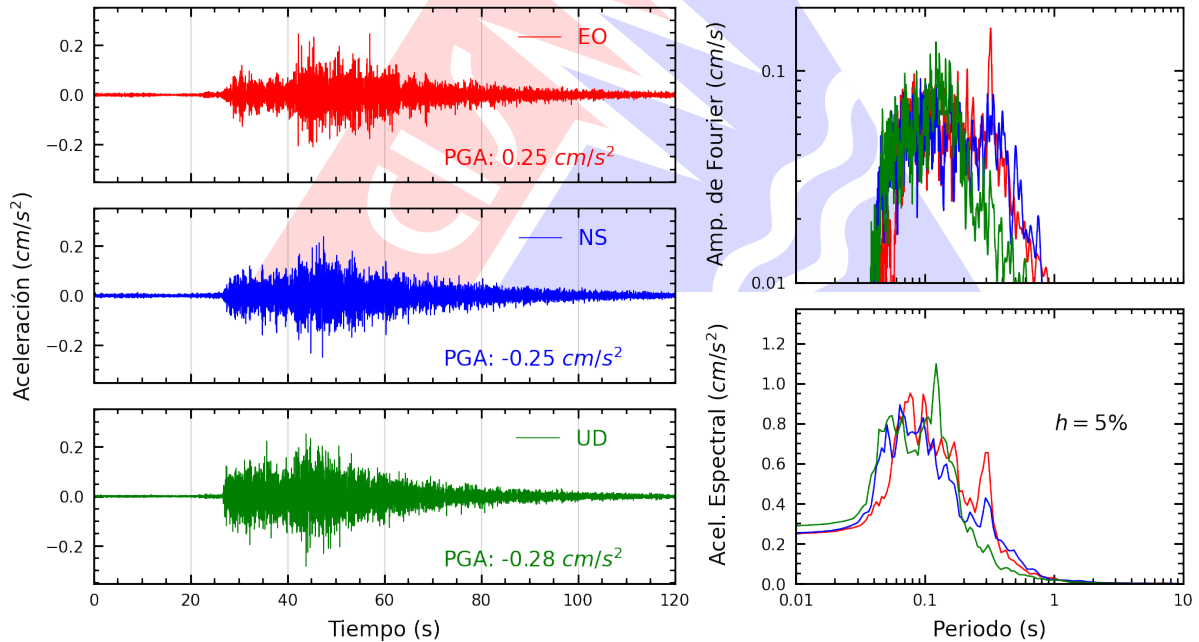 Aceleración (cm/s²)
0.2
0.0
−0.2
EO
PGA: 0.25 cm/s²
0.2
0.0
−0.2
NS
PGA: -0.25 cm/s²
0.2
0.0
−0.2
UD
PGA: -0.28 cm/s²
0 20 40 60 80 100 120
Tiempo (s)
Amp. de Fourier (cm/s)
0.1
0.01
Acel. Espectral (cm/s²)
1.2
1.0
0.8
0.6
0.4
0.2
0.0
h = 5%
0.01 0.1 1 10
Periodo (s)
CISMID